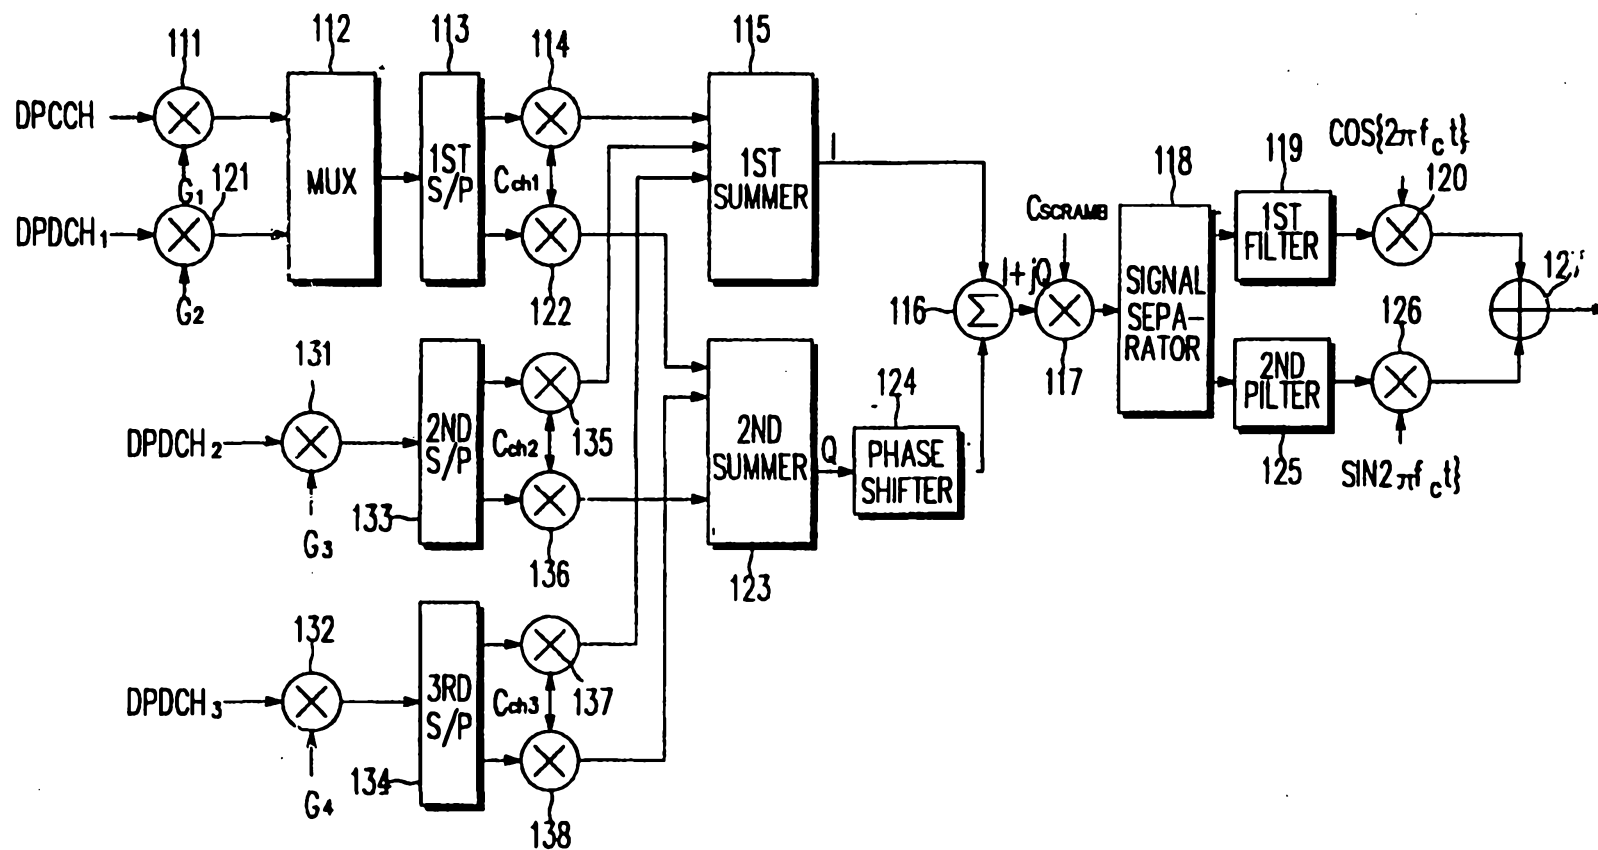 111
112
113
114
115
DPCCH
G1
121
MUX
1ST
S/P
Cch1
1ST
SUMMER
I
DPDCH1
G2
122
CSCRAMB
118
119
COS{2πfct}
120
1ST
FILTER
116
Σ
I+jQ
117
SIGNAL
SEPA-
RATOR
126
2ND
PILTER
125
SIN2πfct}
131
DPDCH2
G3
133
2ND
S/P
135
Cch2
136
2ND
SUMMER
123
Q
124
PHASE
SHIFTER
132
DPDCH3
G4
134
3RD
S/P
137
Cch3
138